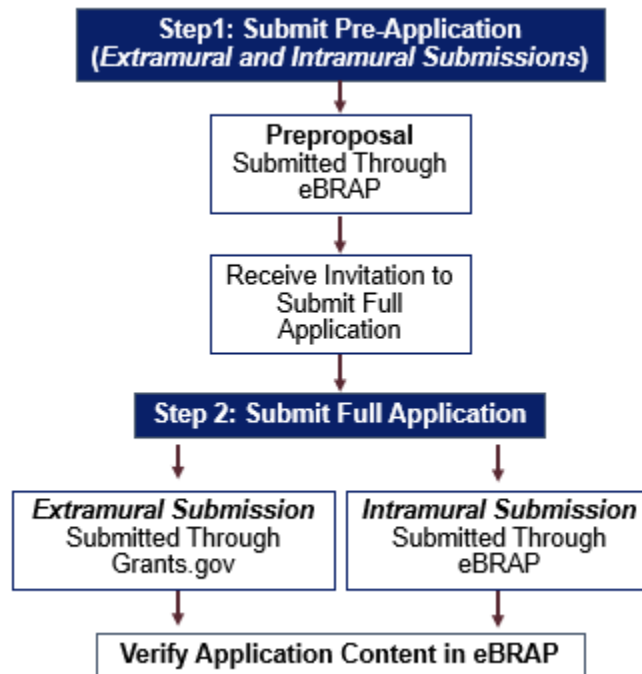 Step1: Submit Pre-Application
(Extramural and Intramural Submissions)
Preproposal
Submitted Through
eBRAP
Receive Invitation to
Submit Full
Application
Step 2: Submit Full Application
Extramural Submission
Submitted Through
Grants.gov
Intramural Submission
Submitted Through
eBRAP
Verify Application Content in eBRAP